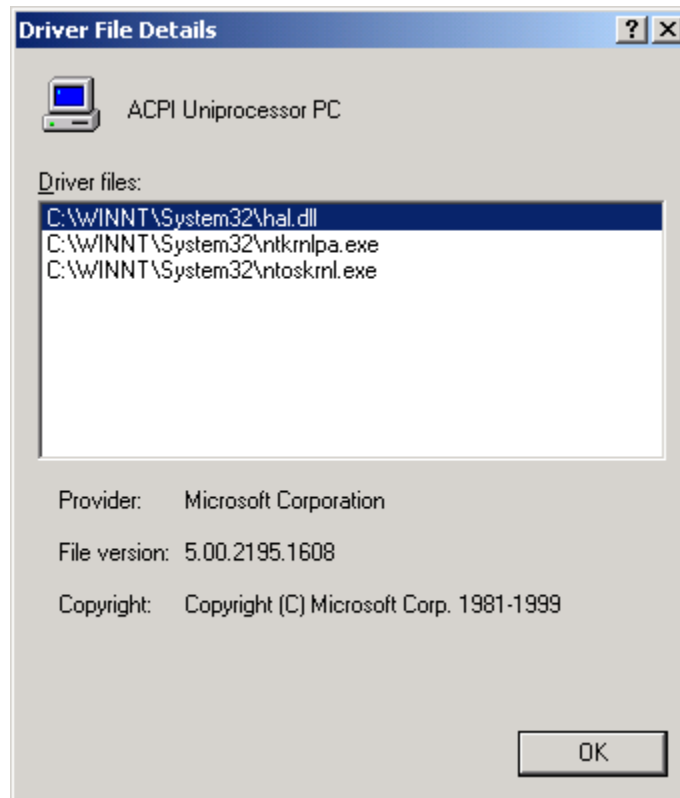 Driver File Details
ACPI Uniprocessor PC
Driver files:
C:\WINNT\System32\hal.dll
C:\WINNT\System32\ntkrnlpa.exe
C:\WINNT\System32\ntoskrnl.exe
Provider: Microsoft Corporation
File version: 5.00.2195.1608
Copyright: Copyright (C) Microsoft Corp. 1981-1999
OK